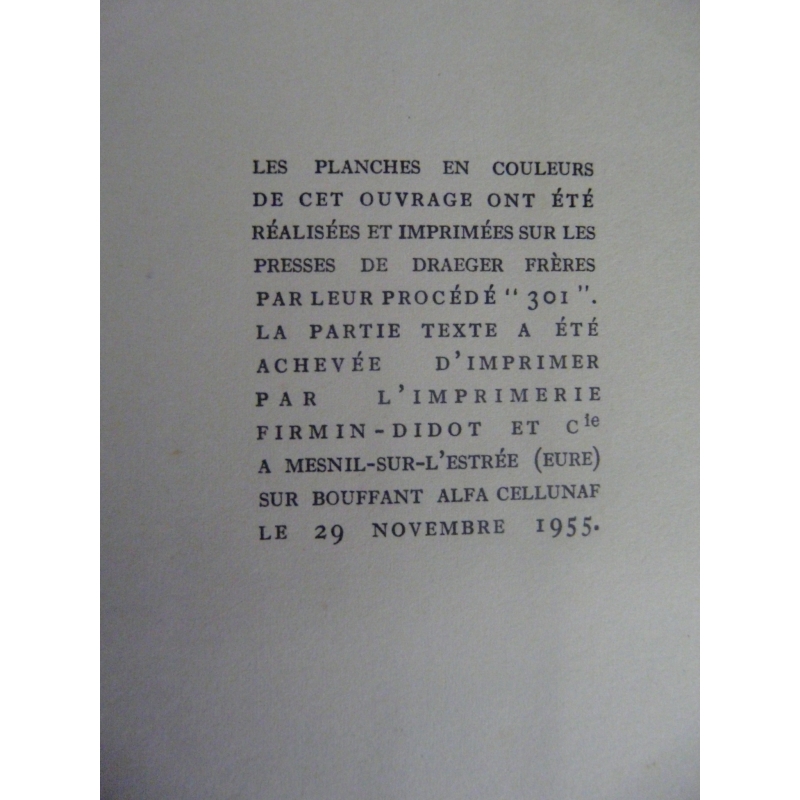 LES PLANCHES EN COULEURS
DE CET OUVRAGE ONT ÉTÉ
RÉALISÉES ET IMPRIMÉES SUR LES
PRESSES DE DRAEGER FRÈRES
PAR LEUR PROCÉDÉ “ 301 ”.
LA PARTIE TEXTE A ÉTÉ
ACHEVÉE D'IMPRIMER
PAR L'IMPRIMERIE
FIRMIN-DIDOT ET Cie
A MESNIL-SUR-L'ESTRÉE (EURE)
SUR BOUFFANT ALFA CELLUNAF
LE 29 NOVEMBRE 1955.